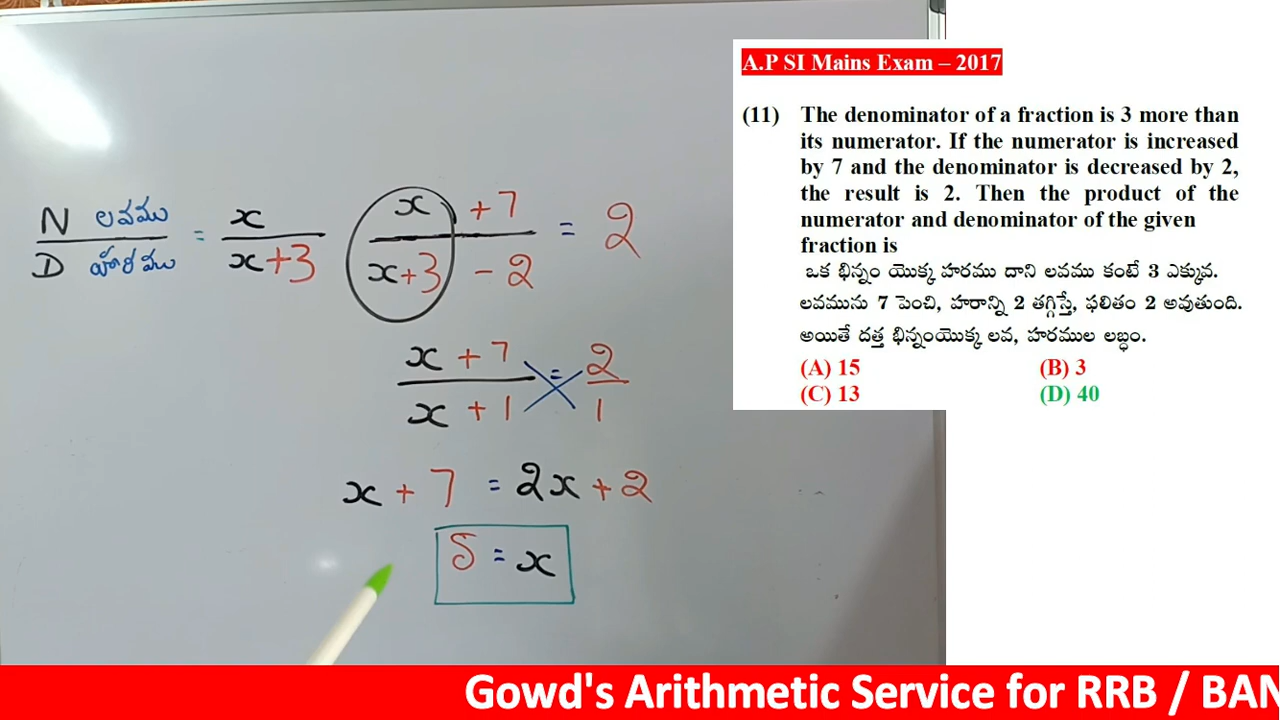 A.P SI Mains Exam – 2017
(11) The denominator of a fraction is 3 more than
its numerator. If the numerator is increased
by 7 and the denominator is decreased by 2,
the result is 2. Then the product of the
numerator and denominator of the given
fraction is
ఒక భిన్నం యొక్క హరము దాని లవము కంటే 3 ఎక్కువ.
లవమును 7 పెంచి, హరాన్ని 2 తగ్గిస్తే, ఫలితం 2 అవుతుంది.
అయితే దత్త భిన్నంయొక్క లవ, హరముల లబ్ధం.
(A) 15 (B) 3
(C) 13 (D) 40
N లవము = x x + 7 = 2
D హారము x+3 x+3 - 2
x + 7 = 2
x + 1 1
x + 7 = 2x + 2
5 = x
Gowd's Arithmetic Service for RRB / BAN